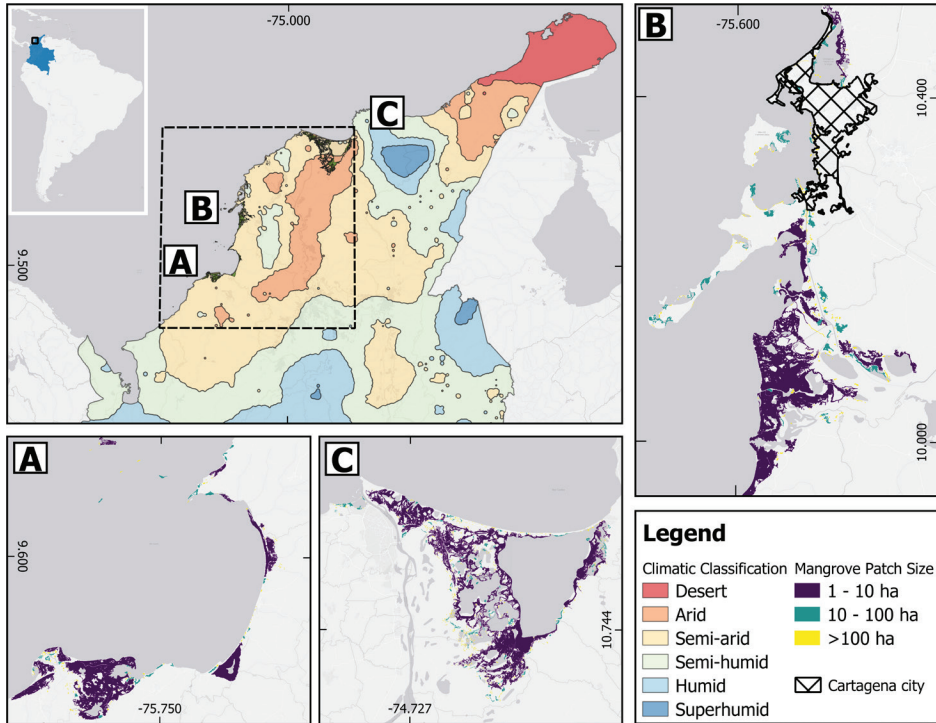 -75.000
C
B
A
9.500
B
-75.600
10.400
10.000
A
9.600
-75.750
C
10.744
-74.727
Legend
Climatic Classification
Desert
Arid
Semi-arid
Semi-humid
Humid
Superhumid
Mangrove Patch Size
1 - 10 ha
10 - 100 ha
>100 ha
Cartagena city